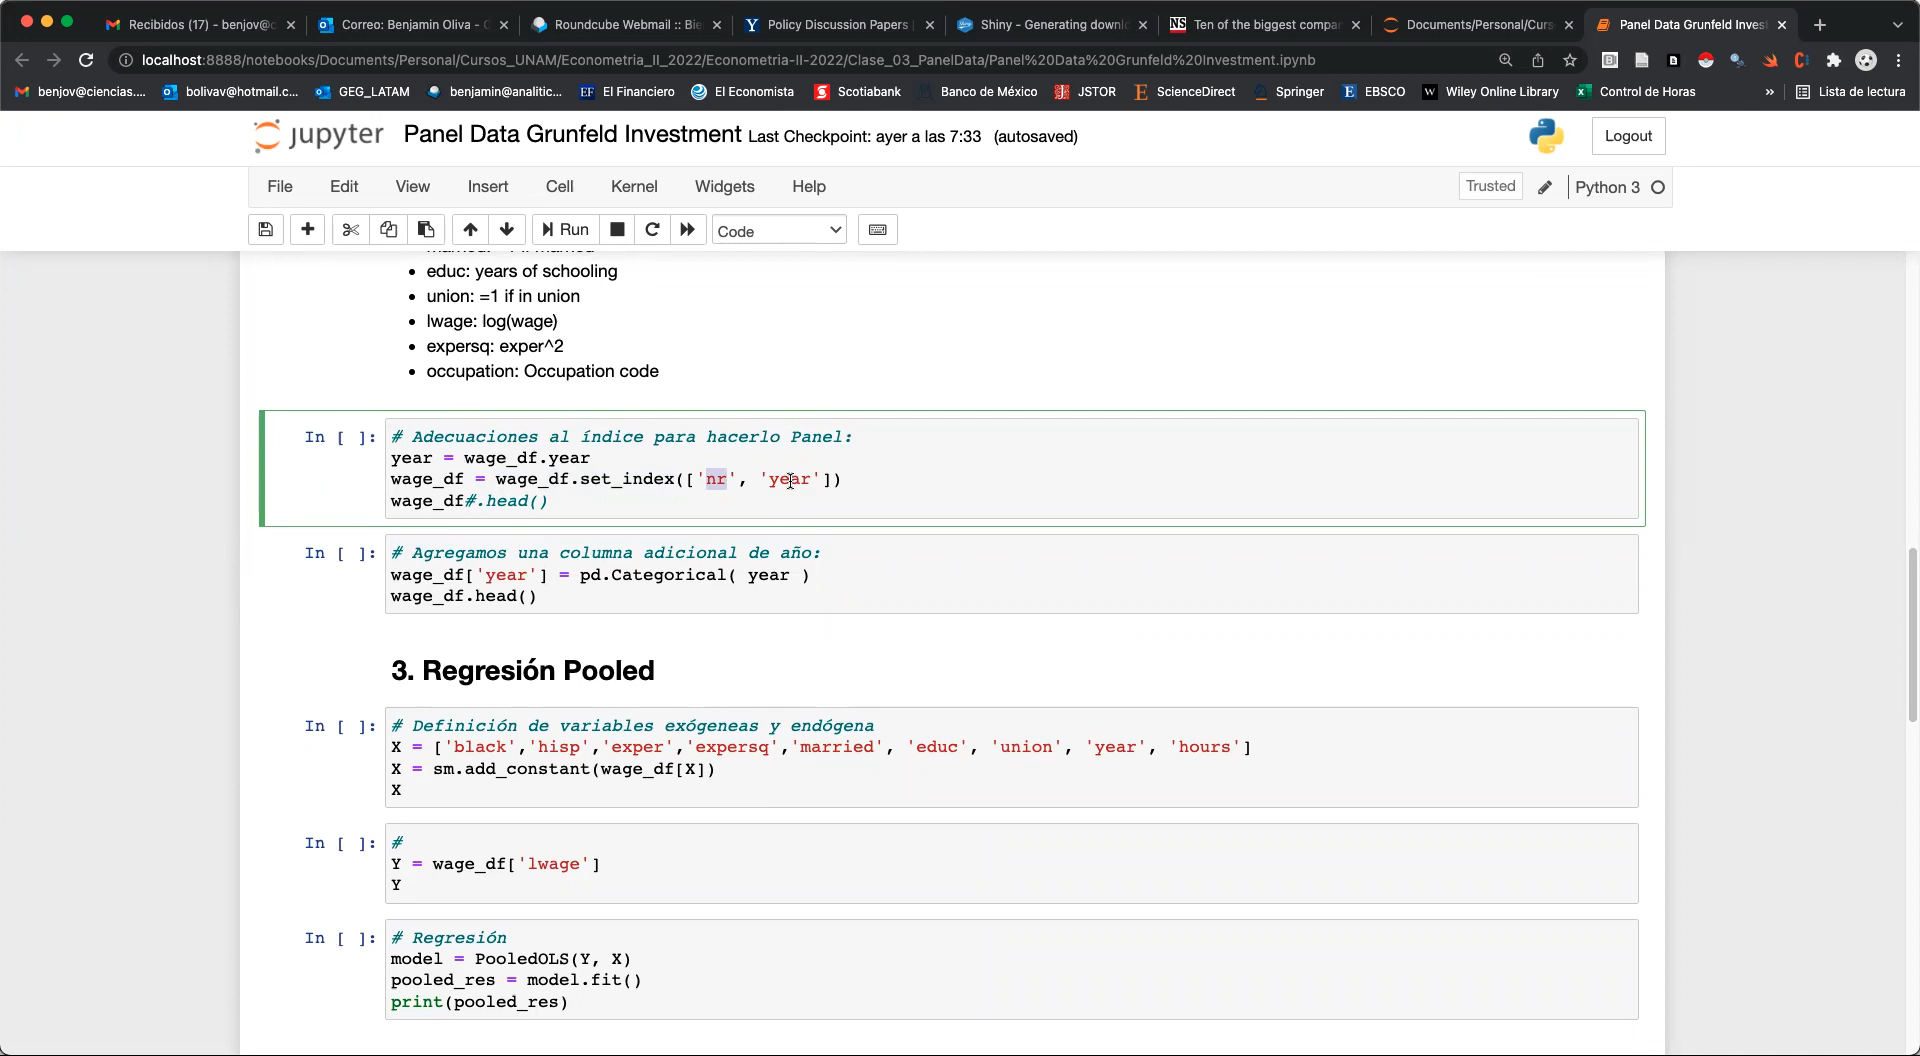 Recibidos (17) - benjov@c
Correo: Benjamin Oliva - C
Roundcube Webmail :: Bie
Policy Discussion Papers
Shiny - Generating downl
Ten of the biggest compa
Documents/Personal/Curs
Panel Data Grunfeld Invest
localhost:8888/notebooks/Documents/Personal/Cursos_UNAM/Econometria_II_2022/Econometria-II-2022/Clase_03_PanelData/Panel%20Data%20Grunfeld%20Investment.ipynb
benjov@ciencias....
bolivav@hotmail.c...
GEG_LATAM
benjamin@analitic...
El Financiero
El Economista
Scotiabank
Banco de México
JSTOR
ScienceDirect
Springer
EBSCO
Wiley Online Library
Control de Horas
»
Lista de lectura
jupyter Panel Data Grunfeld Investment Last Checkpoint: ayer a las 7:33 (autosaved)
Logout
File Edit View Insert Cell Kernel Widgets Help
Trusted
Python 3
Run
Code
• educ: years of schooling
• union: =1 if in union
• lwage: log(wage)
• expersq: exper^2
• occupation: Occupation code
In [ ]: # Adecuaciones al índice para hacerlo Panel:
year = wage_df.year
wage_df = wage_df.set_index(['nr', 'year'])
wage_df#.head()
In [ ]: # Agregamos una columna adicional de año:
wage_df['year'] = pd.Categorical( year )
wage_df.head()
3. Regresión Pooled
In [ ]: # Definición de variables exógeneas y endógena
X = ['black','hisp','exper','expersq','married', 'educ', 'union', 'year', 'hours']
X = sm.add_constant(wage_df[X])
X
In [ ]: #
Y = wage_df['lwage']
Y
In [ ]: # Regresión
model = PooledOLS(Y, X)
pooled_res = model.fit()
print(pooled_res)